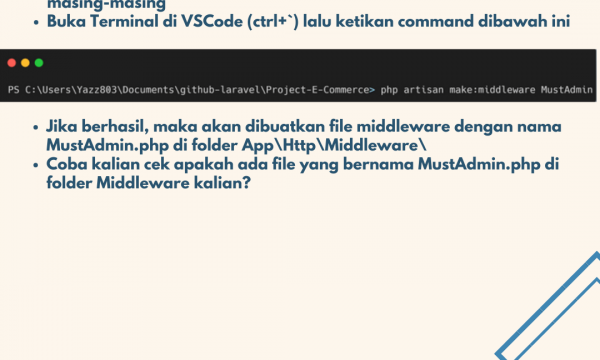 masing-masing
• Buka Terminal di VSCode (ctrl+`) lalu ketikan command dibawah ini
PS C:\Users\Yazz803\Documents\github-laravel\Project-E-Commerce> php artisan make:middleware MustAdmin
• Jika berhasil, maka akan dibuatkan file middleware dengan nama
MustAdmin.php di folder App\Http\Middleware\
• Coba kalian cek apakah ada file yang bernama MustAdmin.php di
folder Middleware kalian?